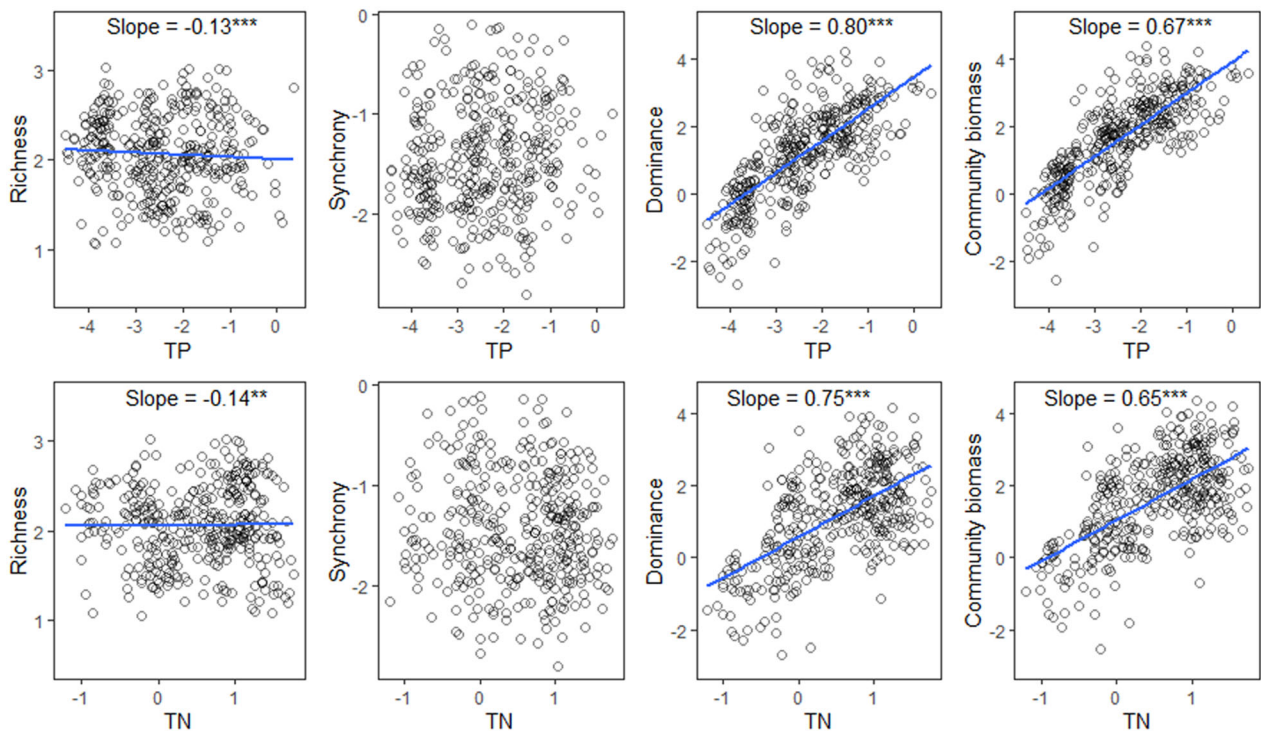 Slope = -0.13***
Richness
3
2
1
-4 -3 -2 -1 0
TP
Synchrony
0
-1
-2
-4 -3 -2 -1 0
TP
Slope = 0.80***
Dominance
4
2
0
-2
-4 -3 -2 -1 0
TP
Slope = 0.67***
Community biomass
4
2
0
-2
-4 -3 -2 -1 0
TP
Slope = -0.14**
Richness
3
2
1
-1 0 1
TN
Synchrony
0
-1
-2
-1 0 1
TN
Slope = 0.75***
Dominance
4
2
0
-2
-1 0 1
TN
Slope = 0.65***
Community biomass
4
2
0
-2
-1 0 1
TN